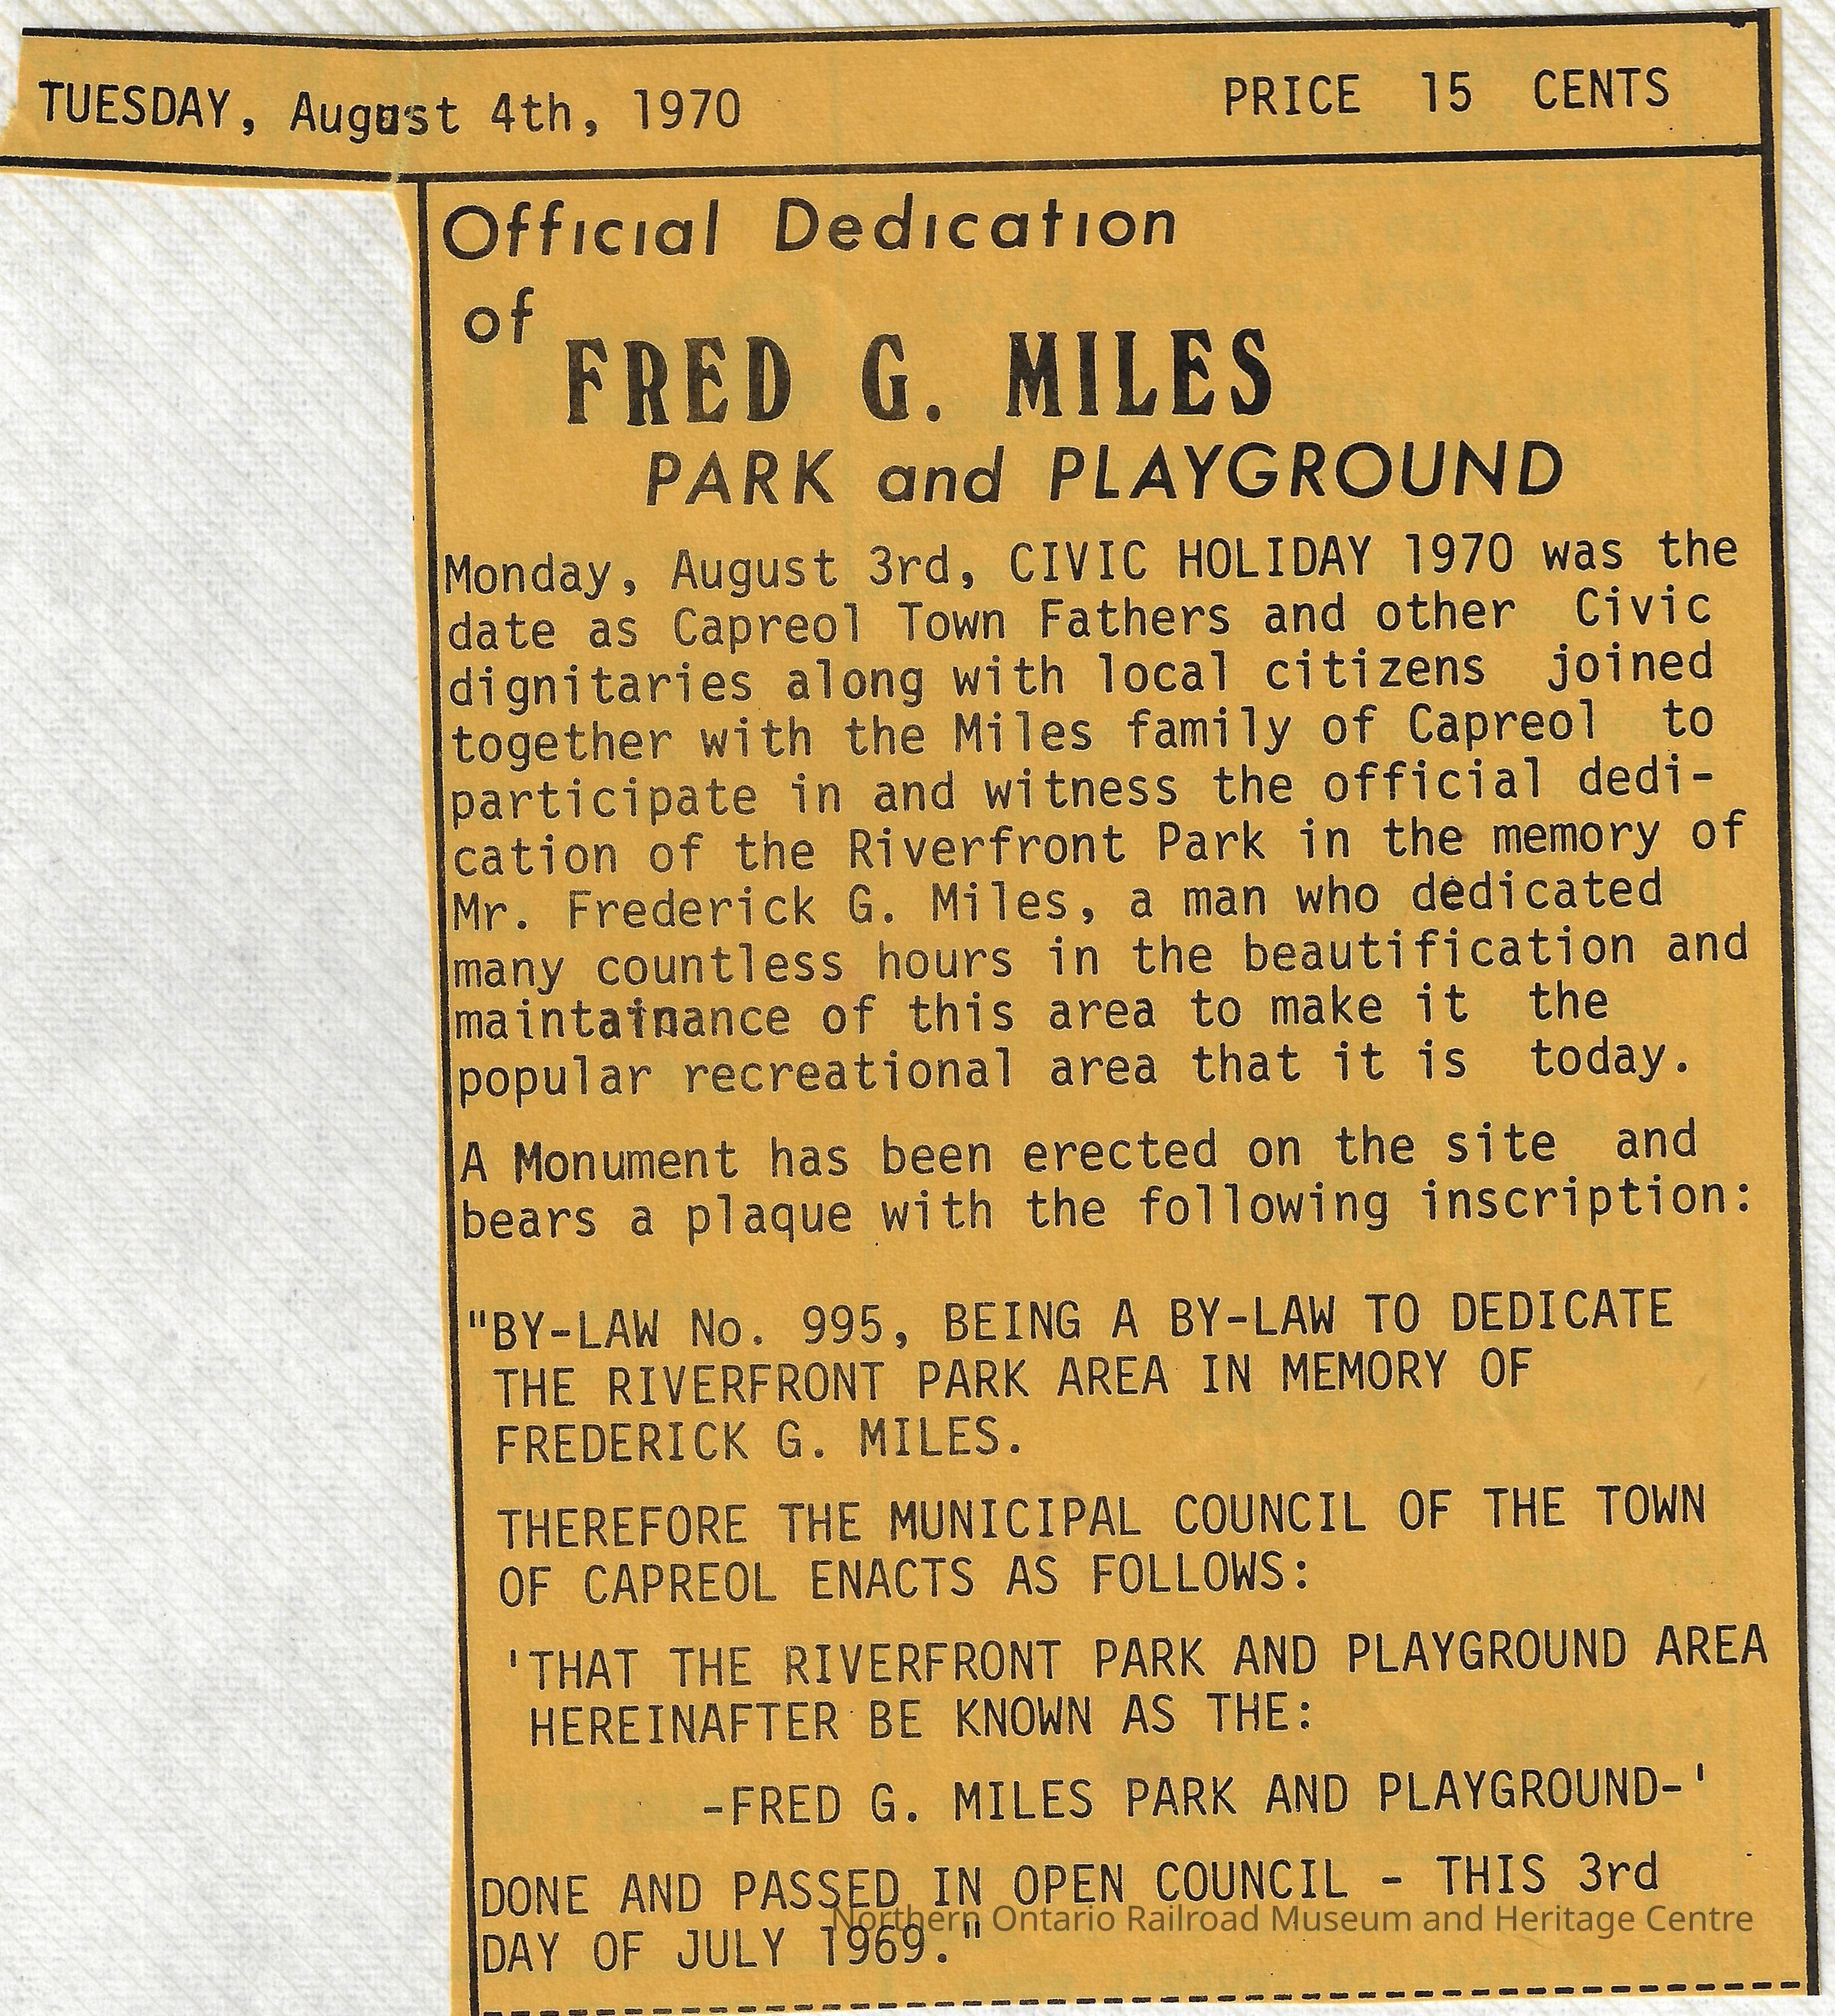 TUESDAY, August 4th, 1970 PRICE 15 CENTS
Official Dedication
of
FRED G. MILES
PARK and PLAYGROUND
Monday, August 3rd, CIVIC HOLIDAY 1970 was the
date as Capreol Town Fathers and other Civic
dignitaries along with local citizens joined
together with the Miles family of Capreol to
participate in and witness the official dedi-
cation of the Riverfront Park in the memory of
Mr. Frederick G. Miles, a man who dedicated
many countless hours in the beautification and
maintainance of this area to make it the
popular recreational area that it is today.
A Monument has been erected on the site and
bears a plaque with the following inscription:
"BY-LAW No. 995, BEING A BY-LAW TO DEDICATE
THE RIVERFRONT PARK AREA IN MEMORY OF
FREDERICK G. MILES.
THEREFORE THE MUNICIPAL COUNCIL OF THE TOWN
OF CAPREOL ENACTS AS FOLLOWS:
'THAT THE RIVERFRONT PARK AND PLAYGROUND AREA
HEREINAFTER BE KNOWN AS THE:
-FRED G. MILES PARK AND PLAYGROUND-'
DONE AND PASSED IN OPEN COUNCIL - THIS 3rd
DAY OF JULY 1969."
Northern Ontario Railroad Museum and Heritage Centre